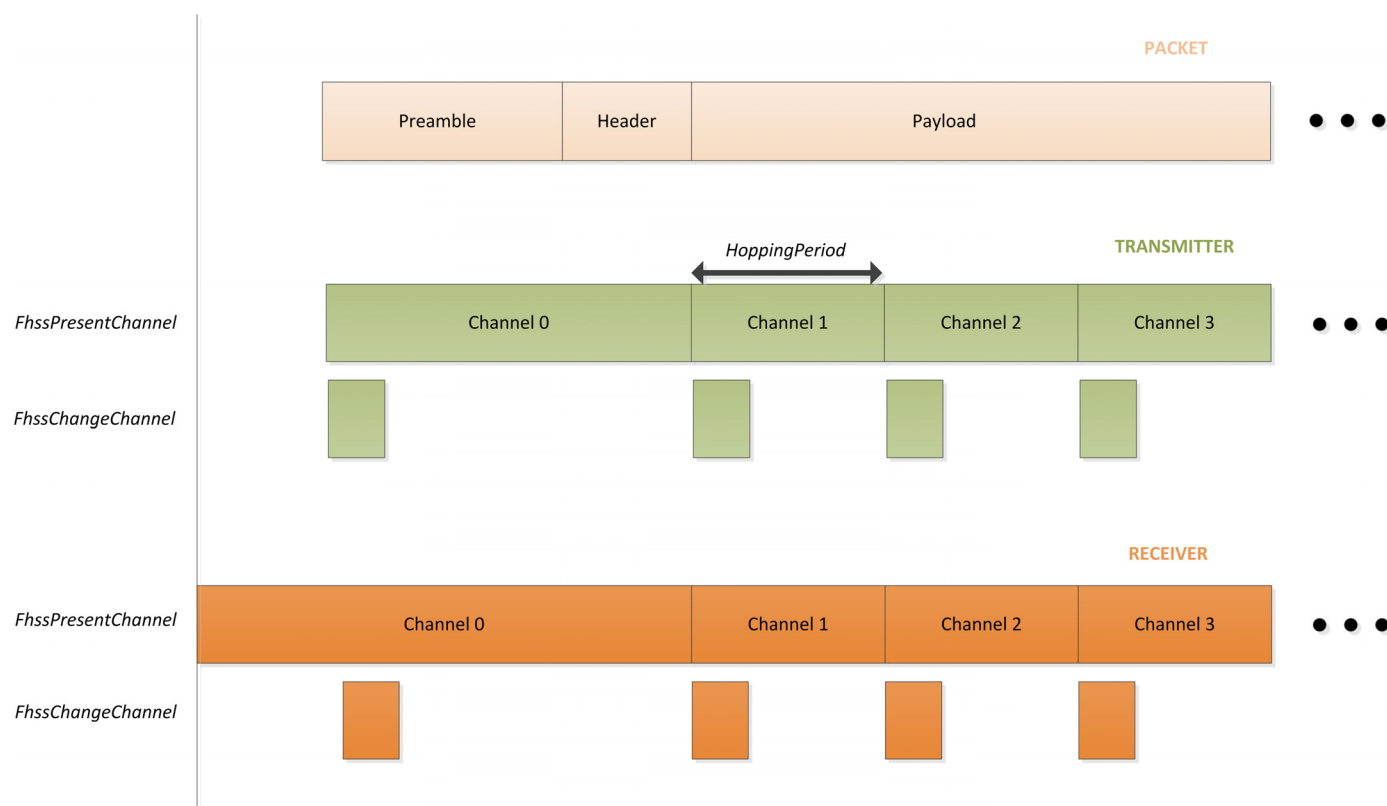 PACKET
Preamble Header Payload
HoppingPeriod
TRANSMITTER
FhssPresentChannel Channel 0 Channel 1 Channel 2 Channel 3
FhssChangeChannel
RECEIVER
FhssPresentChannel Channel 0 Channel 1 Channel 2 Channel 3
FhssChangeChannel